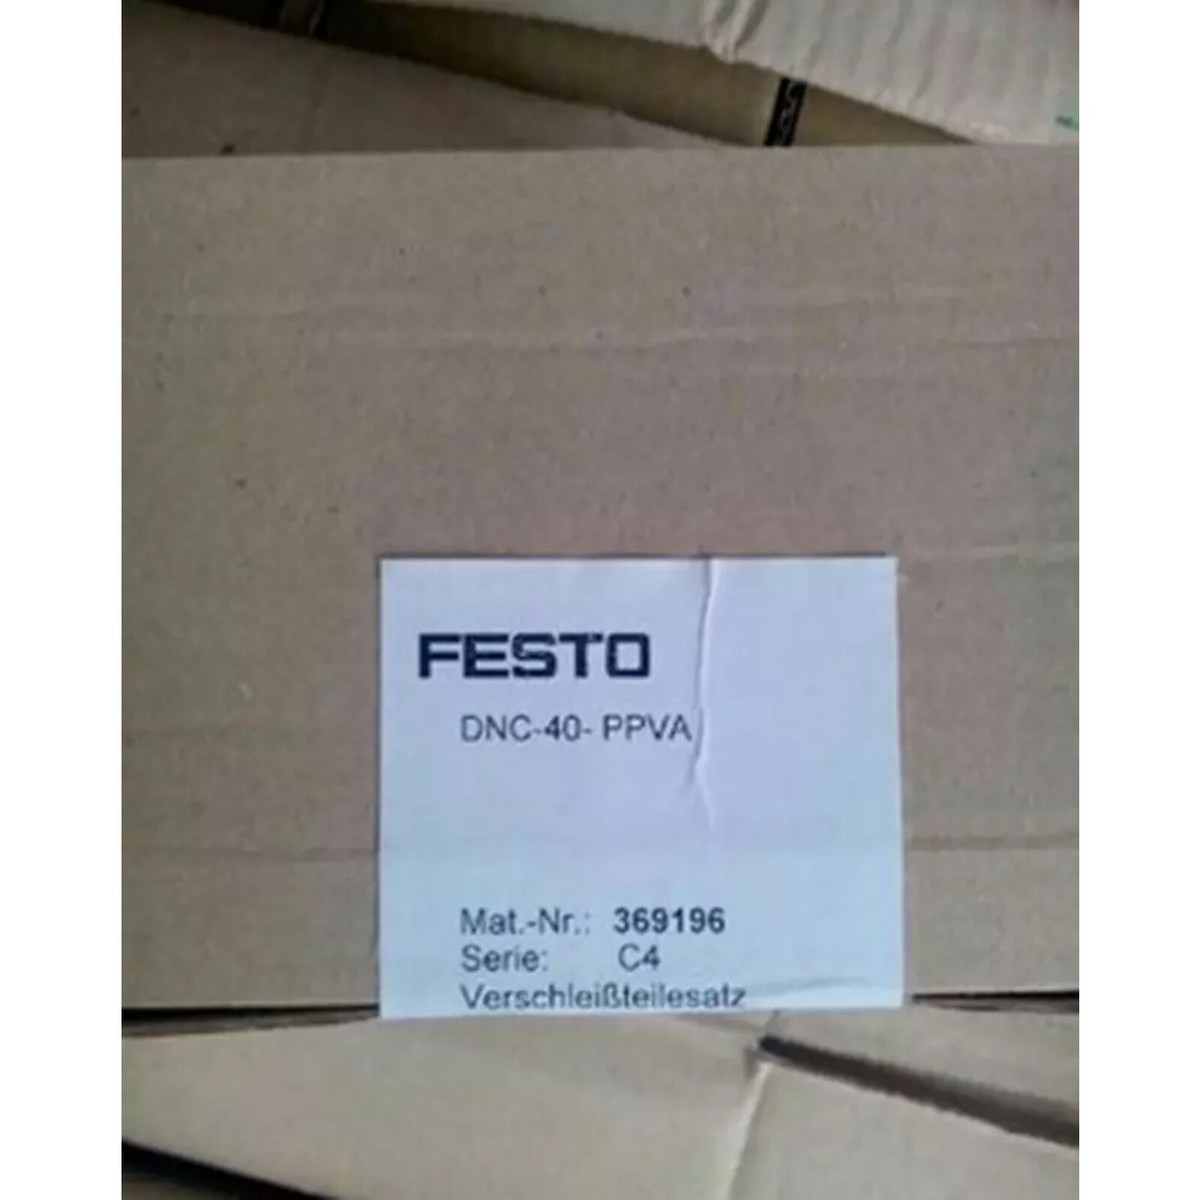 FESTO
DNC-40- PPVA
Mat.-Nr.: 369196
Serie: C4
Verschleißteilesatz